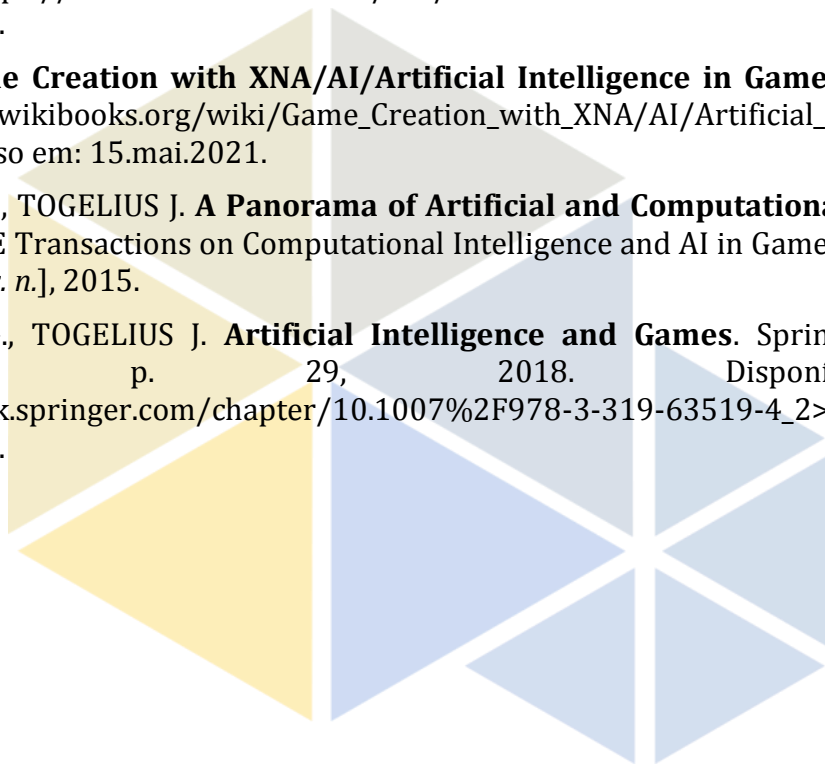 .
e Creation with XNA/AI/Artificial Intelligence in Game
wikibooks.org/wiki/Game_Creation_with_XNA/AI/Artificial_
so em: 15.mai.2021.
, TOGELIUS J. A Panorama of Artificial and Computationa
E Transactions on Computational Intelligence and AI in Game
. n.], 2015.
., TOGELIUS J. Artificial Intelligence and Games. Sprin
p. 29, 2018. Disponi
k.springer.com/chapter/10.1007%2F978-3-319-63519-4_2>
.